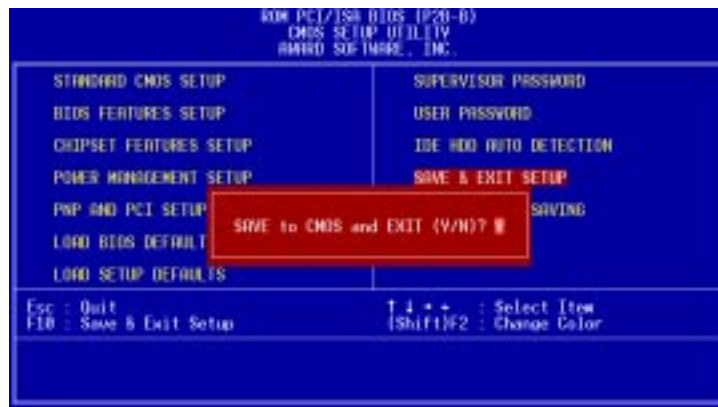 ROM PCI/ISA BIOS (P2B-B)
CMOS SETUP UTILITY
AWARD SOFTWARE, INC.
STANDARD CMOS SETUP
BIOS FEATURES SETUP
CHIPSET FEATURES SETUP
POWER MANAGEMENT SETUP
PNP AND PCI SETUP
LOAD BIOS DEFAULT
LOAD SETUP DEFAULTS
SUPERVISOR PASSWORD
USER PASSWORD
IDE HDD AUTO DETECTION
SAVE & EXIT SETUP
SAVING
SAVE to CMOS and EXIT (Y/N)? Y
Esc : Quit
F10 : Save & Exit Setup
↑ ↓ → ← : Select Item
(Shift)F2 : Change Color